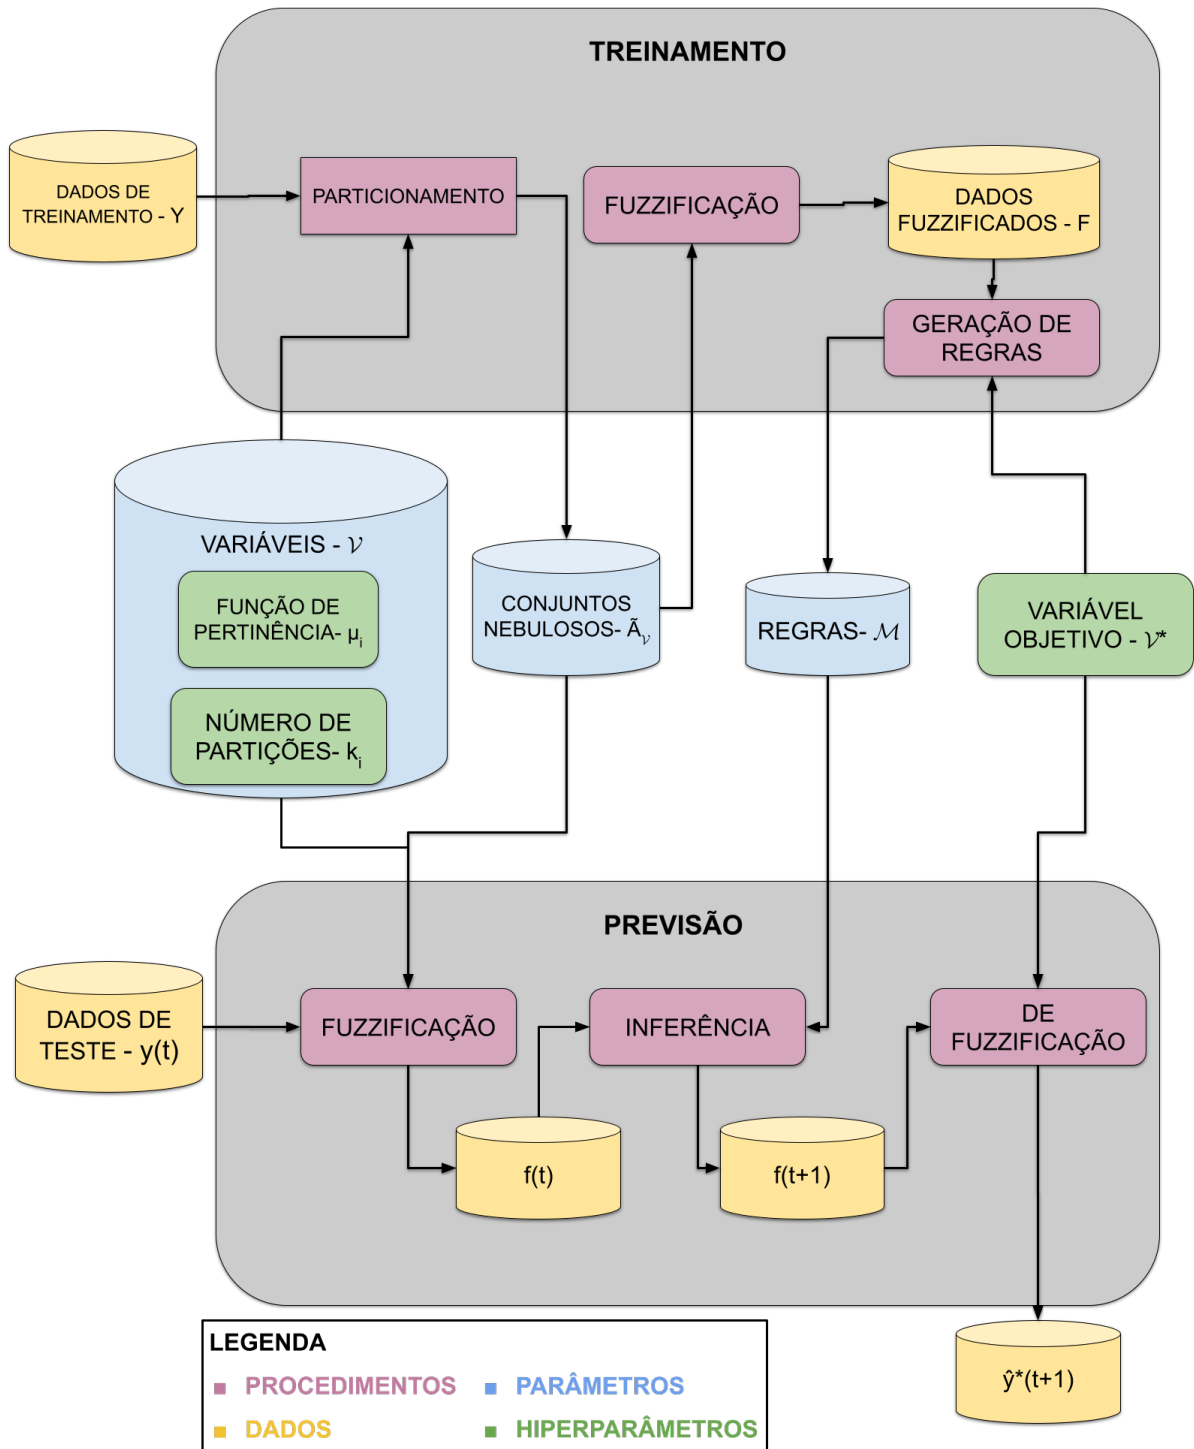 TREINAMENTO
DADOS DE
TREINAMENTO - Y
PARTICIONAMENTO
FUZZIFICAÇÃO
DADOS
FUZZIFICADOS - F
GERAÇÃO DE
REGRAS
VARIÁVEIS - 𝒱
FUNÇÃO DE
PERTINÊNCIA- μᵢ
NÚMERO DE
PARTIÇÕES- kᵢ
CONJUNTOS
NEBULOSOS- Ã𝒱
REGRAS- ℳ
VARIÁVEL
OBJETIVO - 𝒱*
PREVISÃO
DADOS DE
TESTE - y(t)
FUZZIFICAÇÃO
INFERÊNCIA
DE
FUZZIFICAÇÃO
f(t)
f(t+1)
ŷ*(t+1)
LEGENDA
PROCEDIMENTOS
PARÂMETROS
DADOS
HIPERPARÂMETROS